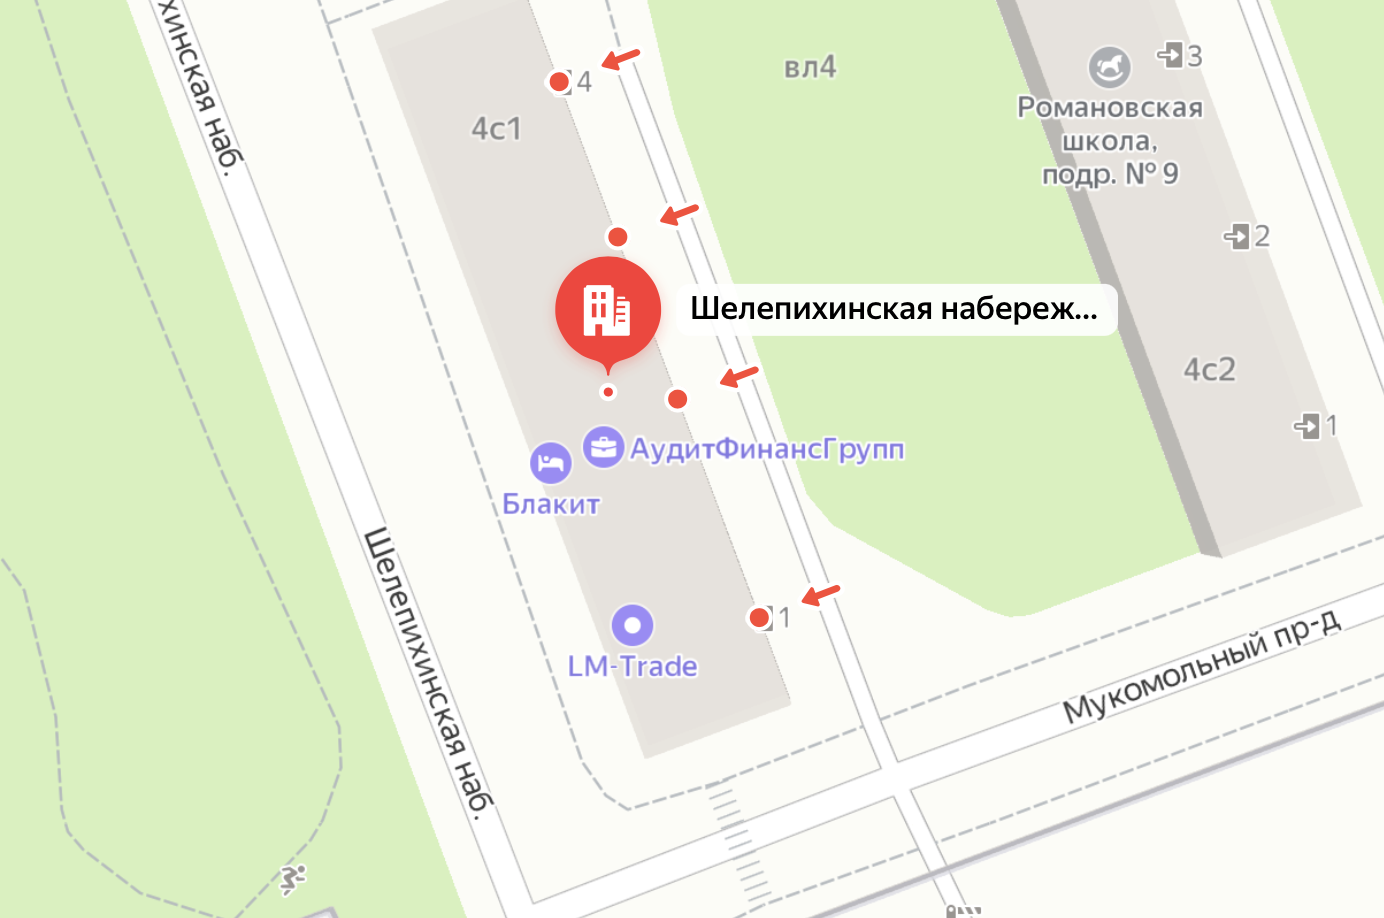 хинская наб.
4
вл4
3
Романовская
школа,
подр. № 9
4с1
2
Шелепихинская набереж...
4с2
1
АудитФинансГрупп
Блакит
Шелепихинская наб.
1
LM-Trade
Мукомольный пр-д